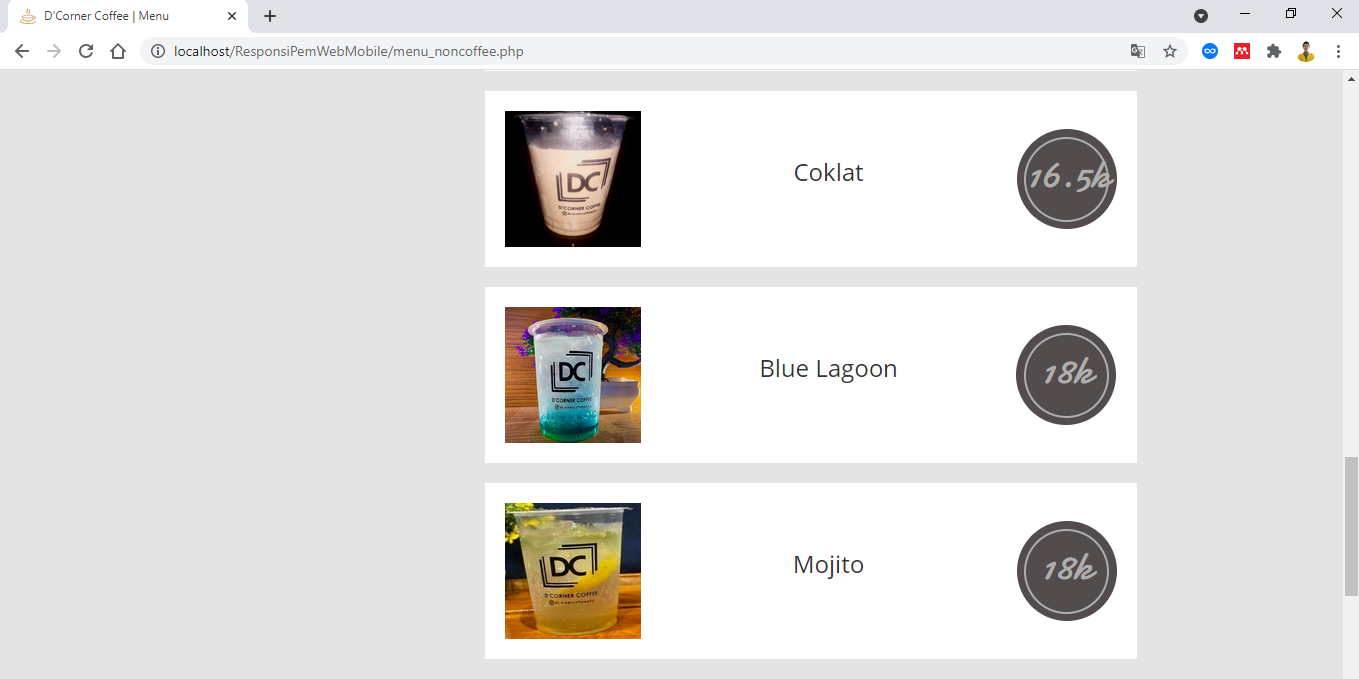 D'Corner Coffee | Menu
localhost/ResponsiPemWebMobile/menu_noncoffee.php
DC
D'CORNER COFFEE
Coklat
16.5k
DC
D'CORNER COFFEE
Blue Lagoon
18k
DC
D'CORNER COFFEE
Mojito
18k